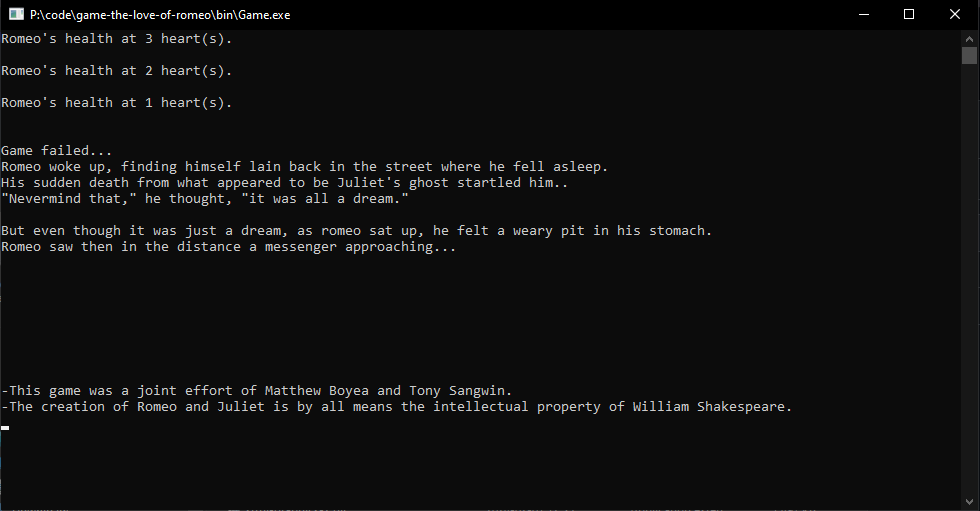 P:\code\game-the-love-of-romeo\bin\Game.exe
Romeo's health at 3 heart(s).
Romeo's health at 2 heart(s).
Romeo's health at 1 heart(s).
Game failed...
Romeo woke up, finding himself lain back in the street where he fell asleep.
His sudden death from what appeared to be Juliet's ghost startled him..
"Nevermind that," he thought, "it was all a dream."
But even though it was just a dream, as romeo sat up, he felt a weary pit in his stomach.
Romeo saw then in the distance a messenger approaching...
-This game was a joint effort of Matthew Boyea and Tony Sangwin.
-The creation of Romeo and Juliet is by all means the intellectual property of William Shakespeare.